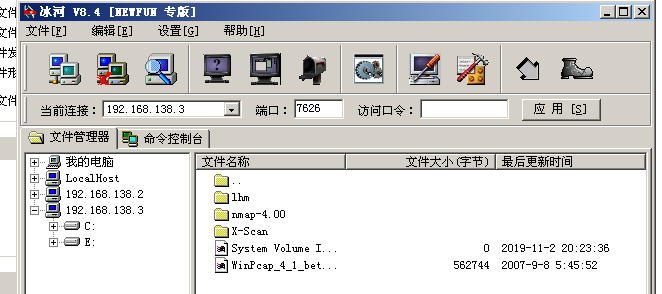 文件
冰河 V8.4 [NEWFUN 专版]
文件[F] 编辑[E] 设置[G] 帮助[H]
当前连接： 192.168.138.3 端口： 7626 访问口令： 应 用 [S]
文件管理器 命令控制台
文件名称 文件大小(字节) 最后更新时间
我的电脑
LocalHost
192.168.138.2
192.168.138.3
C:
E:
..
lhm
nmap-4.00
X-Scan
System Volume I... 0 2019-11-2 20:23:36
WinPcap_4_1_bet... 562744 2007-9-8 5:45:52